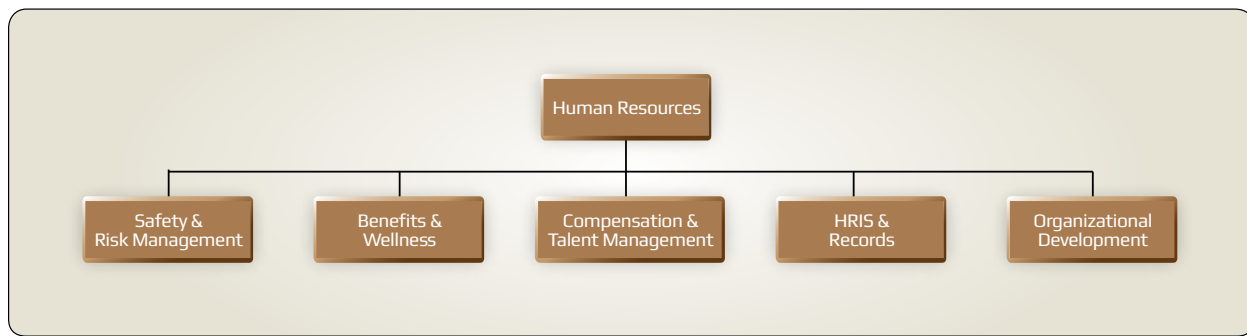 Human Resources
Safety &
Risk Management
Benefits &
Wellness
Compensation &
Talent Management
HRIS &
Records
Organizational
Development